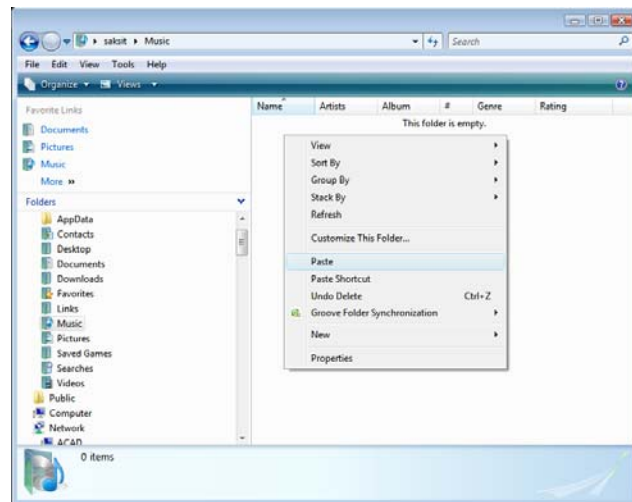 saksit ▸ Music
Search
File Edit View Tools Help
Organize Views
Favorite Links
Documents
Pictures
Music
More »
Folders
AppData
Contacts
Desktop
Documents
Downloads
Favorites
Links
Music
Pictures
Saved Games
Searches
Videos
Public
Computer
Network
ACAD
Name Artists Album # Genre Rating
This folder is empty.
View
Sort By
Group By
Stack By
Refresh
Customize This Folder...
Paste
Paste Shortcut
Undo Delete Ctrl+Z
Groove Folder Synchronization
New
Properties
0 items